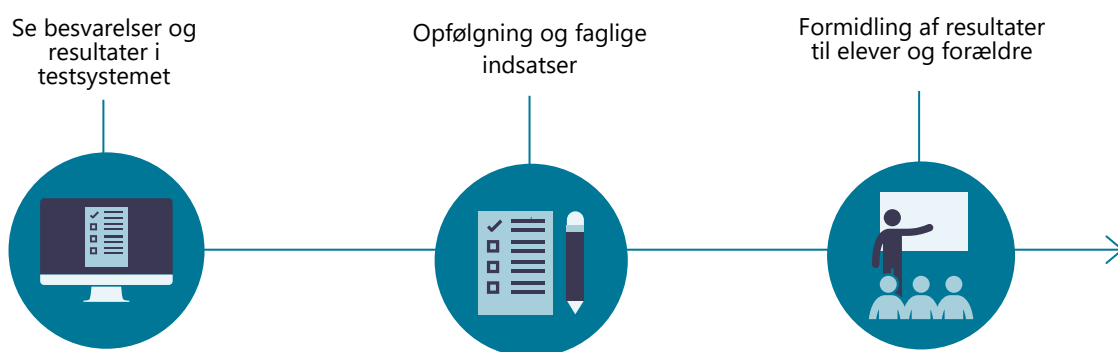 Se besvarelser og
resultater i
testsystemet
Opfølgning og faglige
indsatser
Formidling af resultater
til elever og forældre